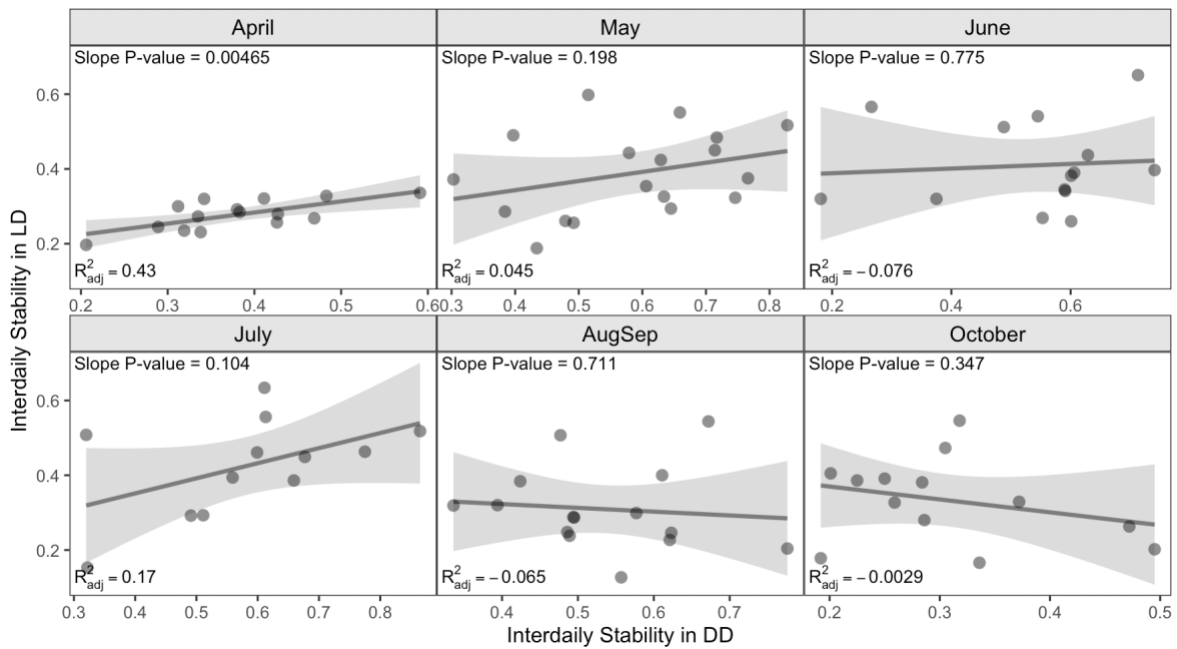 April May June
Slope P-value = 0.00465 Slope P-value = 0.198 Slope P-value = 0.775
0.6
0.4
0.2
R²adj = 0.43 R²adj = 0.045 R²adj = −0.076
0.2 0.3 0.4 0.5 0.6 0.3 0.4 0.5 0.6 0.7 0.8 0.2 0.4 0.6
Interdaily Stability in LD
July AugSep October
Slope P-value = 0.104 Slope P-value = 0.711 Slope P-value = 0.347
0.6
0.4
0.2
R²adj = 0.17 R²adj = −0.065 R²adj = −0.0029
0.3 0.4 0.5 0.6 0.7 0.8 0.4 0.5 0.6 0.7 0.2 0.3 0.4 0.5
Interdaily Stability in DD